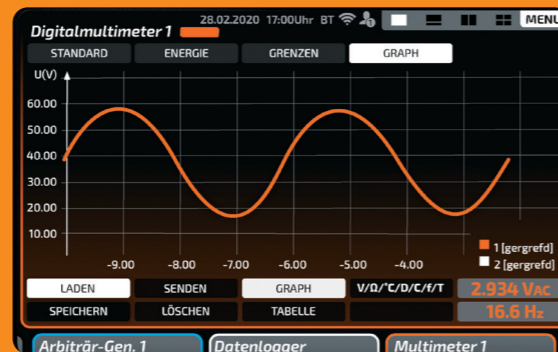 28.02.2020 17:00Uhr BT
MENU
Digitalmultimeter 1
STANDARD ENERGIE GRENZEN GRAPH
U(V)
60.00
50.00
40.00
30.00
20.00
10.00
-9.00 -8.00 -7.00 -6.00 -5.00 -4.00
1 [gergrefd]
2 [gergrefd]
LADEN SENDEN GRAPH V/Ω/°C/D/C/f/T 2.934 VAC
SPEICHERN LÖSCHEN TABELLE 16.6 Hz
Arbiträr-Gen. 1 Datenlogger Multimeter 1